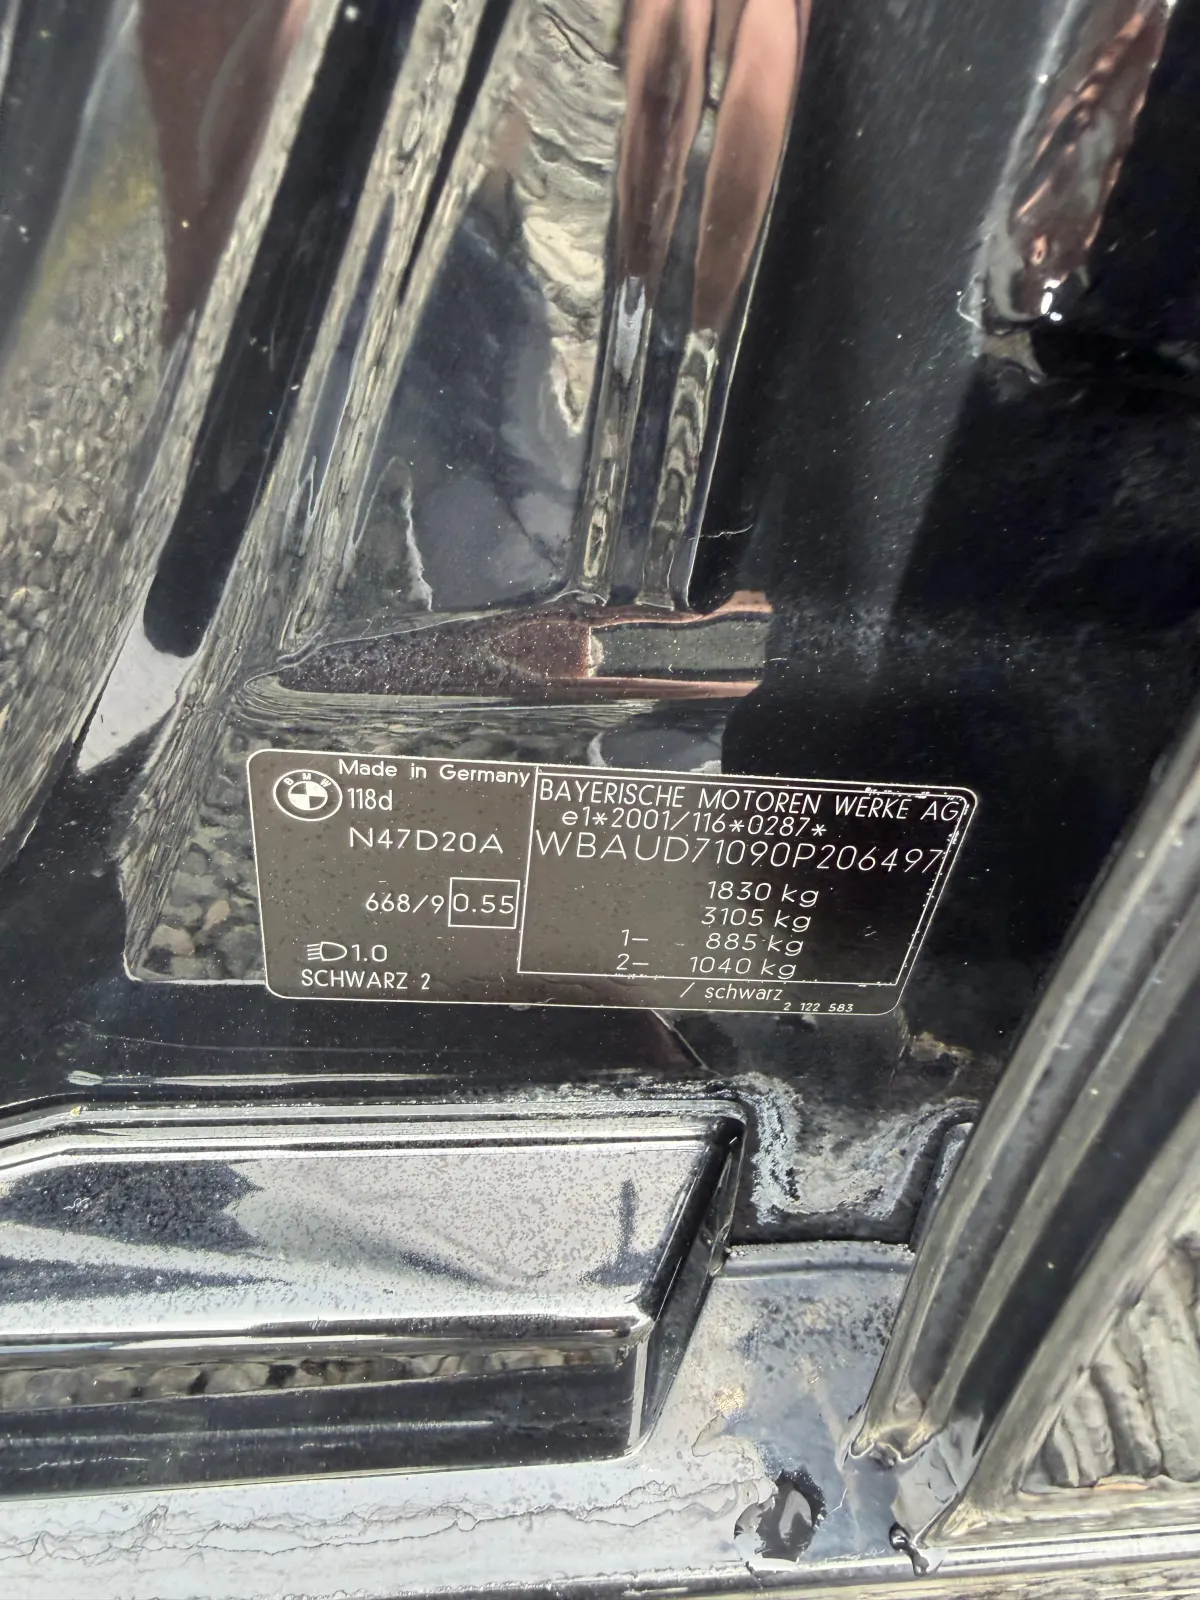 BMW
Made in Germany
118d
N47D20A
668/9 0.55
1.0
SCHWARZ 2
BAYERISCHE MOTOREN WERKE AG
e1*2001/116*0287*
WBAUD71090P206497
1830 kg
3105 kg
1– 885 kg
2– 1040 kg
/ schwarz
2 122 583